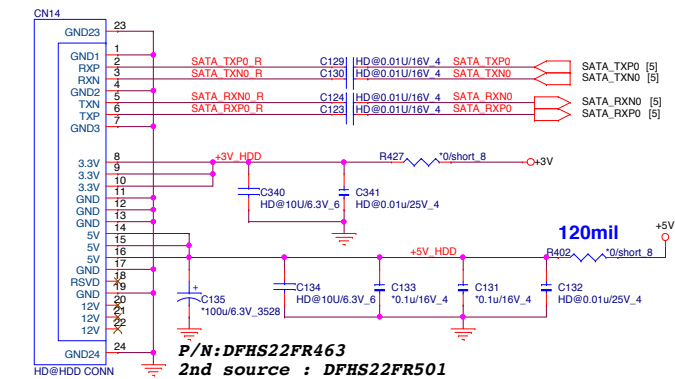 CN14
GND23 23
GND1 1
RXP 2 SATA_TXP0_R C129 HD@0.01U/16V_4 SATA_TXP0 SATA_TXP0 [5]
RXN 3 SATA_TXN0_R C130 HD@0.01U/16V_4 SATA_TXN0 SATA_TXN0 [5]
GND2 4
TXN 5 SATA_RXN0_R C124 HD@0.01U/16V_4 SATA_RXN0 SATA_RXN0 [5]
TXP 6 SATA_RXP0_R C123 HD@0.01U/16V_4 SATA_RXP0 SATA_RXP0 [5]
GND3 7
3.3V 8 +3V_HDD R427 *0/short_8 +3V
3.3V 9
3.3V 10
GND 11 C340 C341
GND 12 HD@10U/6.3V_6 HD@0.01u/25V_4
GND 13
5V 14 120mil +5V
5V 15
5V 16 +5V_HDD R402 *0/short_8
GND 17
RSVD 18
GND 19 C135 C134 C133 C131 C132
12V 20 *100u/6.3V_3528 HD@10U/6.3V_6 *0.1u/16V_4 *0.1u/16V_4 HD@0.01u/25V_4
12V 21
12V 22
GND24 24
P/N:DFHS22FR463
HD@HDD CONN 2nd source : DFHS22FR501